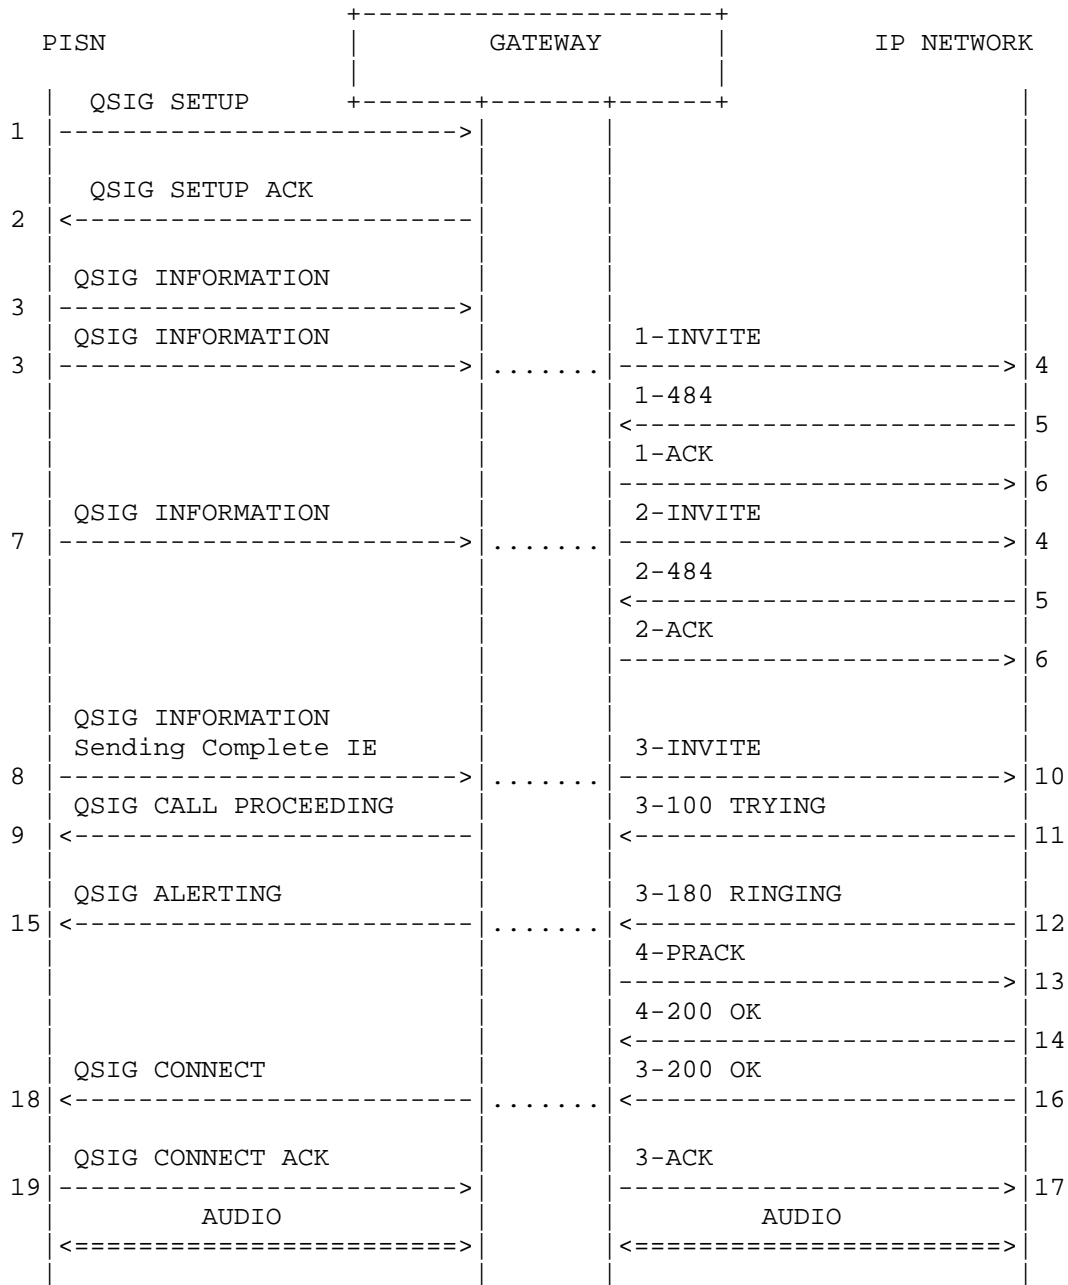 PISN GATEWAY IP NETWORK
QSIG SETUP
1
QSIG SETUP ACK
2
QSIG INFORMATION
3
QSIG INFORMATION 1-INVITE
3 4
1-484
5
1-ACK
6
QSIG INFORMATION 2-INVITE
7 4
2-484
5
2-ACK
6
QSIG INFORMATION
Sending Complete IE 3-INVITE
8 10
QSIG CALL PROCEEDING 3-100 TRYING
9 11
QSIG ALERTING 3-180 RINGING
15 12
4-PRACK
13
4-200 OK
14
QSIG CONNECT 3-200 OK
18 16
QSIG CONNECT ACK 3-ACK
19 17
AUDIO AUDIO